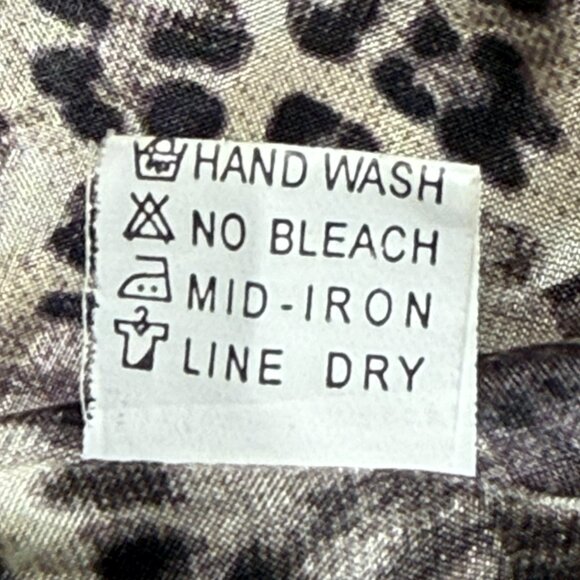 HAND WASH
NO BLEACH
MID-IRON
LINE DRY